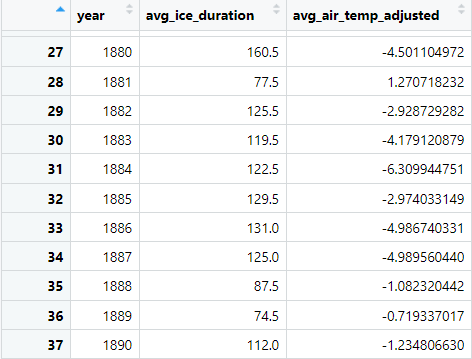 year avg_ice_duration avg_air_temp_adjusted
27 1880 160.5 -4.501104972
28 1881 77.5 1.270718232
29 1882 125.5 -2.928729282
30 1883 119.5 -4.179120879
31 1884 122.5 -6.309944751
32 1885 129.5 -2.974033149
33 1886 131.0 -4.986740331
34 1887 125.0 -4.989560440
35 1888 87.5 -1.082320442
36 1889 74.5 -0.719337017
37 1890 112.0 -1.234806630